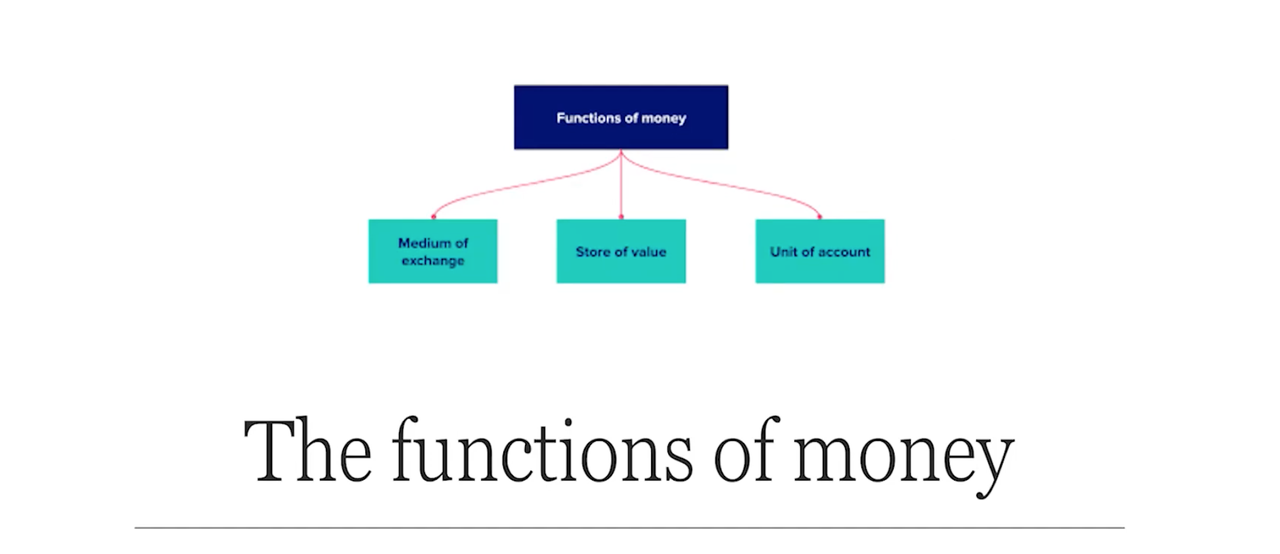 Functions of money
Medium of
exchange
Store of value
Unit of account
The functions of money